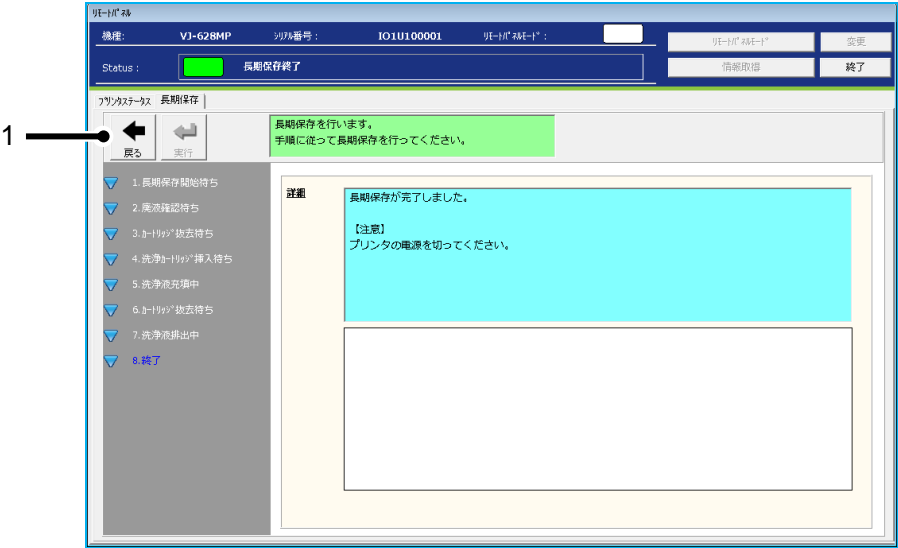 ﾘﾓｰﾄﾊﾟﾈﾙ
機種: VJ-628MP ｼﾘｱﾙ番号 : IO1U100001 ﾘﾓｰﾄﾊﾟﾈﾙﾓｰﾄﾞ : ﾘﾓｰﾄﾊﾟﾈﾙﾓｰﾄﾞ 変更
Status : 長期保存終了 情報取得 終了
ﾌﾟﾘﾝﾀｽﾃｰﾀｽ 長期保存
1
戻る 実行
長期保存を行います。
手順に従って長期保存を行ってください。
1.長期保存開始待ち
2.廃液確認待ち
3.ｶｰﾄﾘｯｼﾞ抜去待ち
4.洗浄ｶｰﾄﾘｯｼﾞ挿入待ち
5.洗浄液充填中
6.ｶｰﾄﾘｯｼﾞ抜去待ち
7.洗浄液排出中
8.終了
詳細
長期保存が完了しました。
【注意】
プリンタの電源を切ってください。